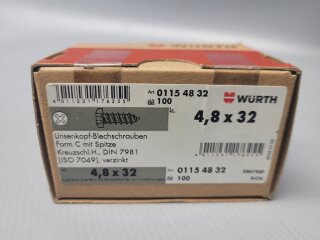 Art 0115 48 32
100
WÜRTH
4,8 x 32
Linsenkopf-Blechschrauben
Form C mit Spitze
Kreuzschl.H., DIN 7981
(ISO 7049), verzinkt
4,8 x 32
Art 0115 48 32
100